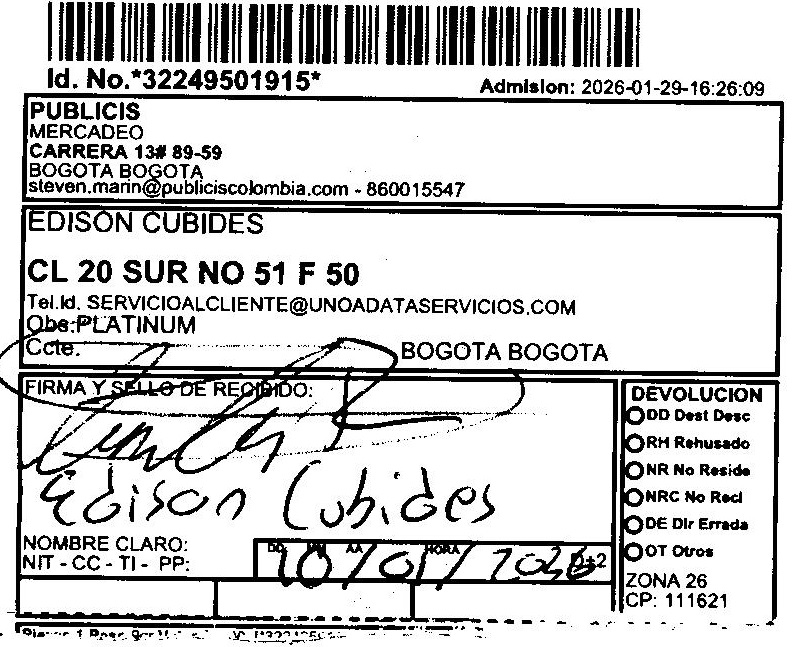 Id. No.*32249501915*
Admision: 2026-01-29-16:26:09
PUBLICIS
MERCADEO
CARRERA 13# 89-59
BOGOTA BOGOTA
steven.marin@publiciscolombia.com - 860015547
EDISON CUBIDES
CL 20 SUR NO 51 F 50
Tel.Id. SERVICIOALCLIENTE@UNOADATASERVICIOS.COM
Obs:PLATINUM
Ccte.
BOGOTA BOGOTA
FIRMA Y SELLO DE RECIBIDO:
Edison Cubides
NOMBRE CLARO:
NIT - CC - TI - PP:
DD MM AA HORA D+2
/01/2026
DEVOLUCION
DD Dest Desc
RH Rehusado
NR No Reside
NRC No Recl
DE Dir Errada
OT Otros
ZONA 26
CP: 111621